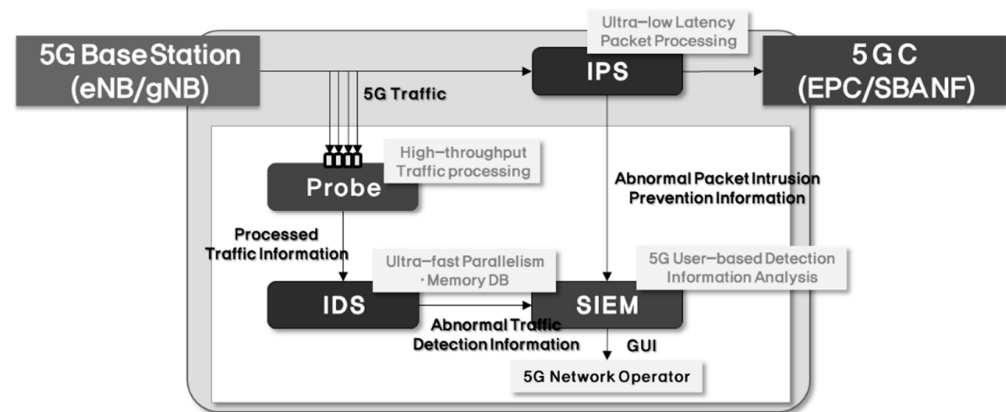 Ultra-low Latency
Packet Processing
5G Base Station
(eNB/gNB)
IPS
5G C
(EPC/SBANF)
5G Traffic
High-throughput
Traffic processing
Probe
Abnormal Packet Intrusion
Prevention Information
Processed
Traffic Information
Ultra-fast Parallelism
· Memory DB
5G User-based Detection
Information Analysis
IDS
SIEM
Abnormal Traffic
Detection Information
GUI
5G Network Operator